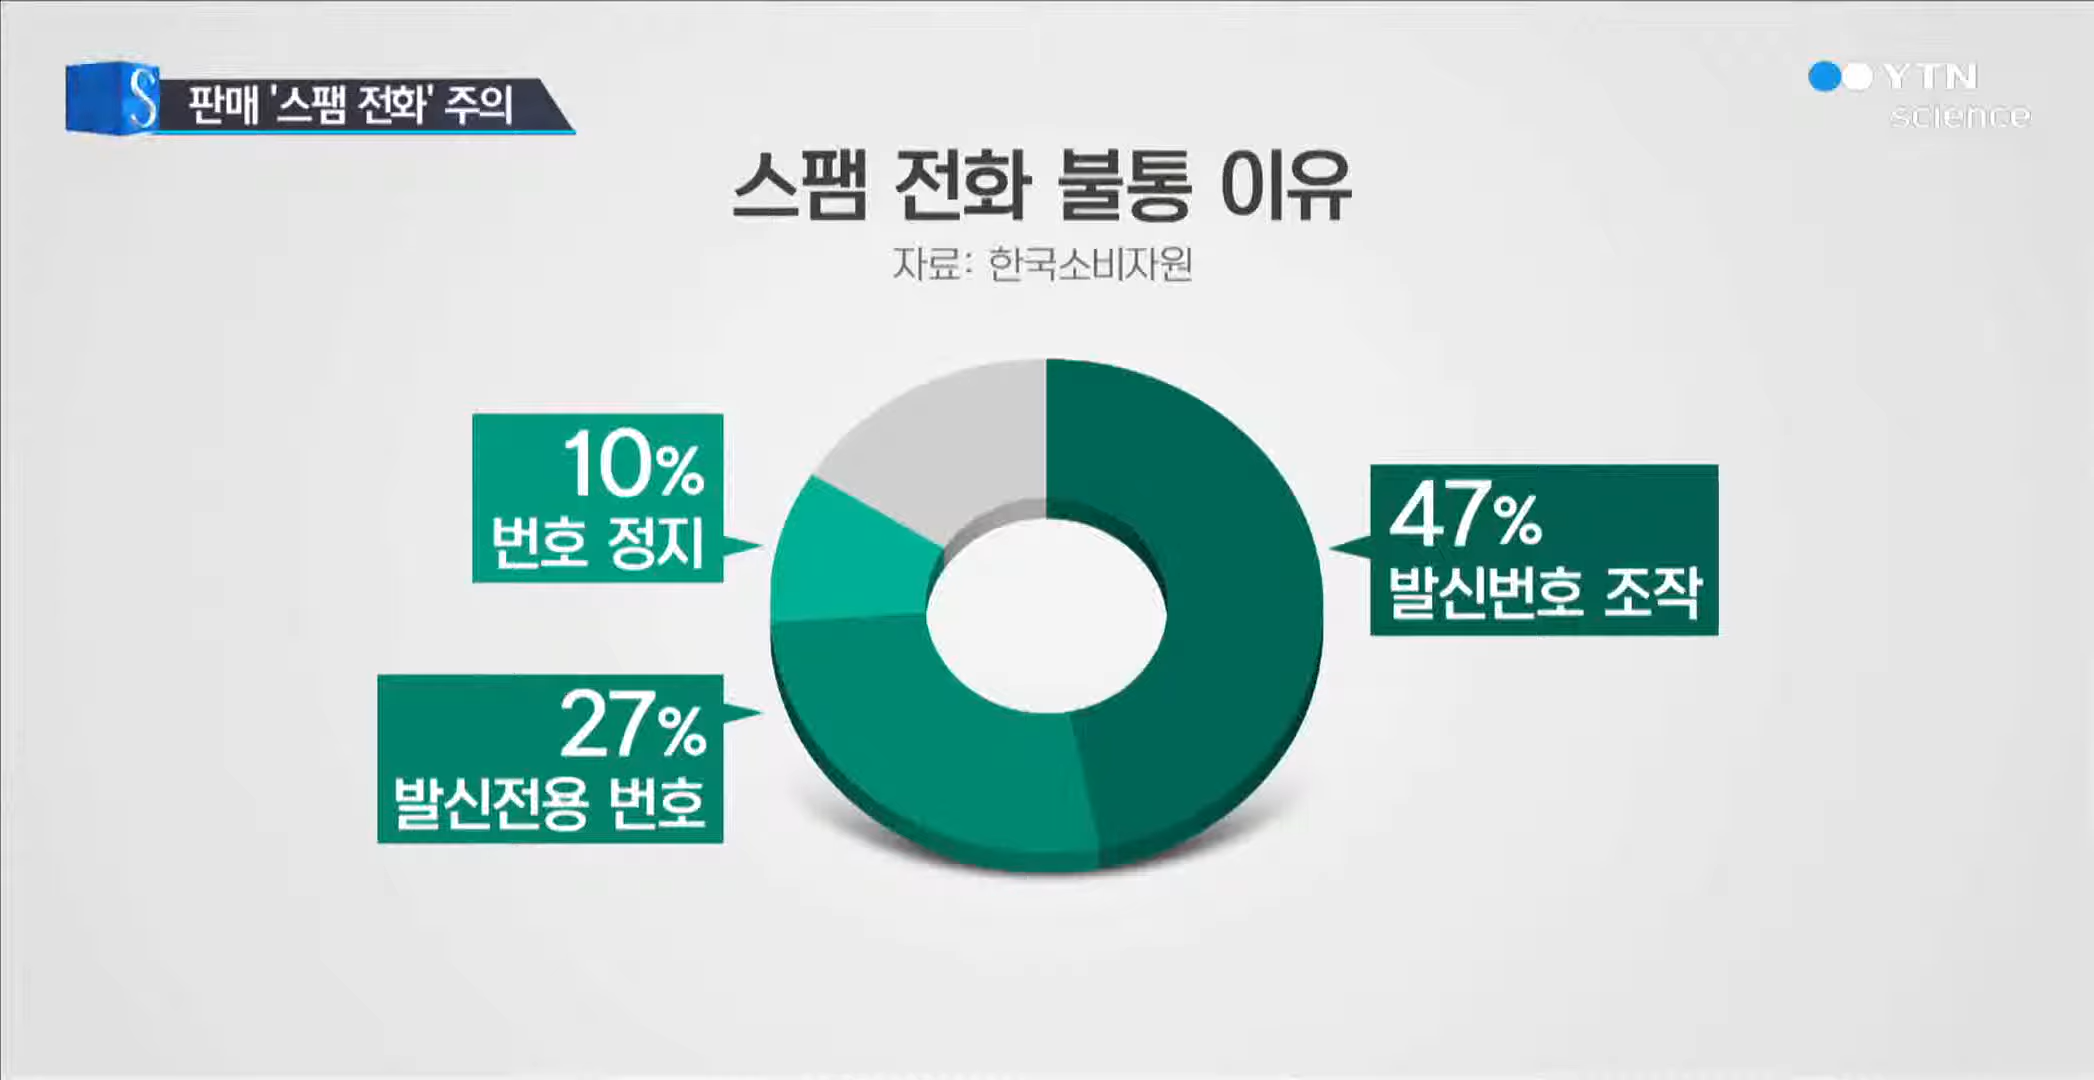 S 판매 '스팸 전화' 주의
YTN
science
스팸 전화 불통 이유
자료: 한국소비자원
10%
번호 정지
47%
발신번호 조작
27%
발신전용 번호